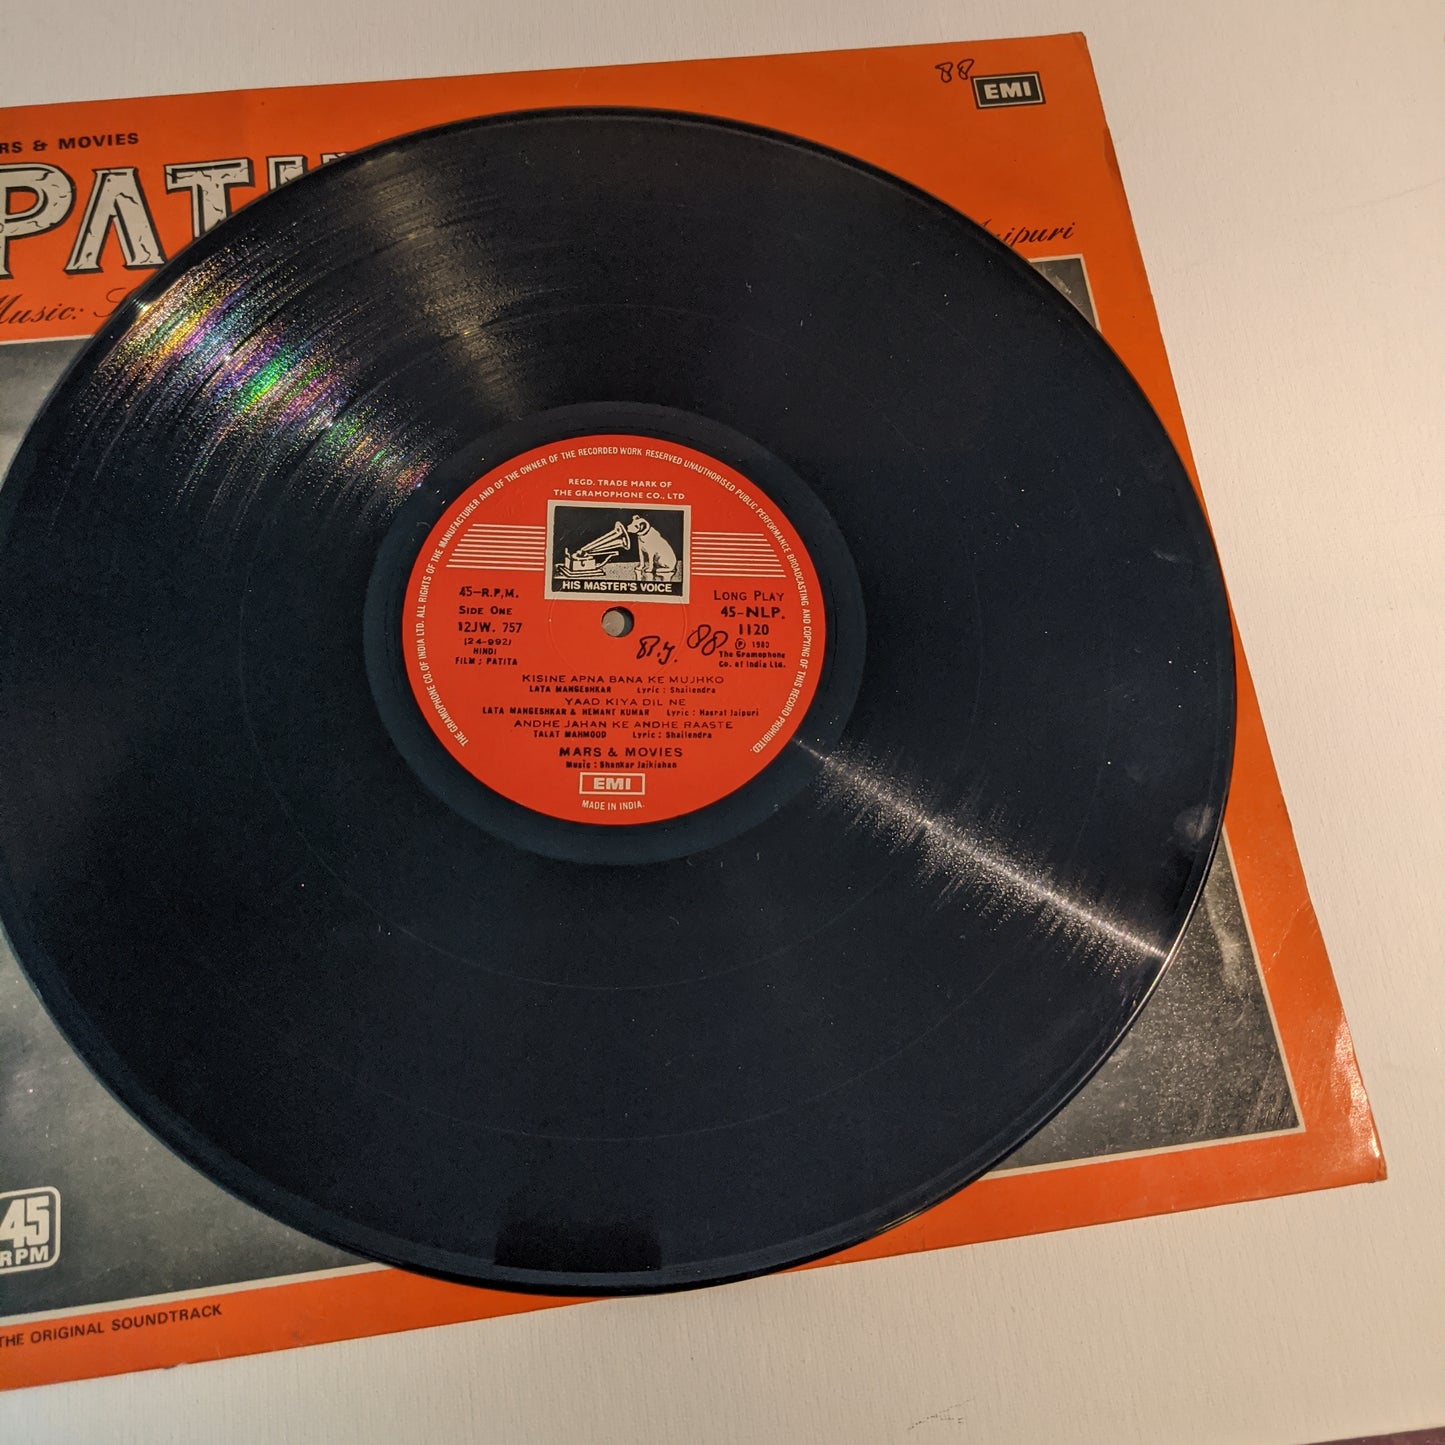 88
EMI
RS & MOVIES
PATI
Music: S
ipuri
THE GRAMOPHONE CO. OF INDIA LTD. ALL RIGHTS OF THE MANUFACTURER AND OF THE OWNER OF THE RECORDED WORK RESERVED UNAUTHORISED PUBLIC PERFORMANCE BROADCASTING AND COPYING OF THIS RECORD PROHIBITED.
REGD. TRADE MARK OF
THE GRAMOPHONE CO., LTD
HIS MASTER'S VOICE
45-R.P.M.
SIDE ONE
12JW. 757
(24-992)
HINDI
FILM ; PATITA
LONG PLAY
45-NLP.
1120
℗ 1983
The Gramophone
Co. of India Ltd.
88
KISINE APNA BANA KE MUJHKO
LATA MANGESHKAR Lyric : Shailendra
YAAD KIYA DIL NE
LATA MANGESHKAR & HEMANT KUMAR Lyric : Hasrat Jaipuri
ANDHE JAHAN KE ANDHE RAASTE
TALAT MAHMOOD Lyric : Shailendra
MARS & MOVIES
Music : Shankar Jaikishan
EMI
MADE IN INDIA.
45
RPM
THE ORIGINAL SOUNDTRACK